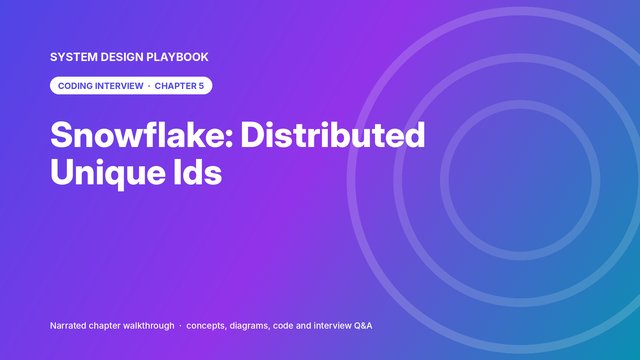 SYSTEM DESIGN PLAYBOOK
CODING INTERVIEW · CHAPTER 5
Snowflake: Distributed
Unique Ids
Narrated chapter walkthrough · concepts, diagrams, code and interview Q&A